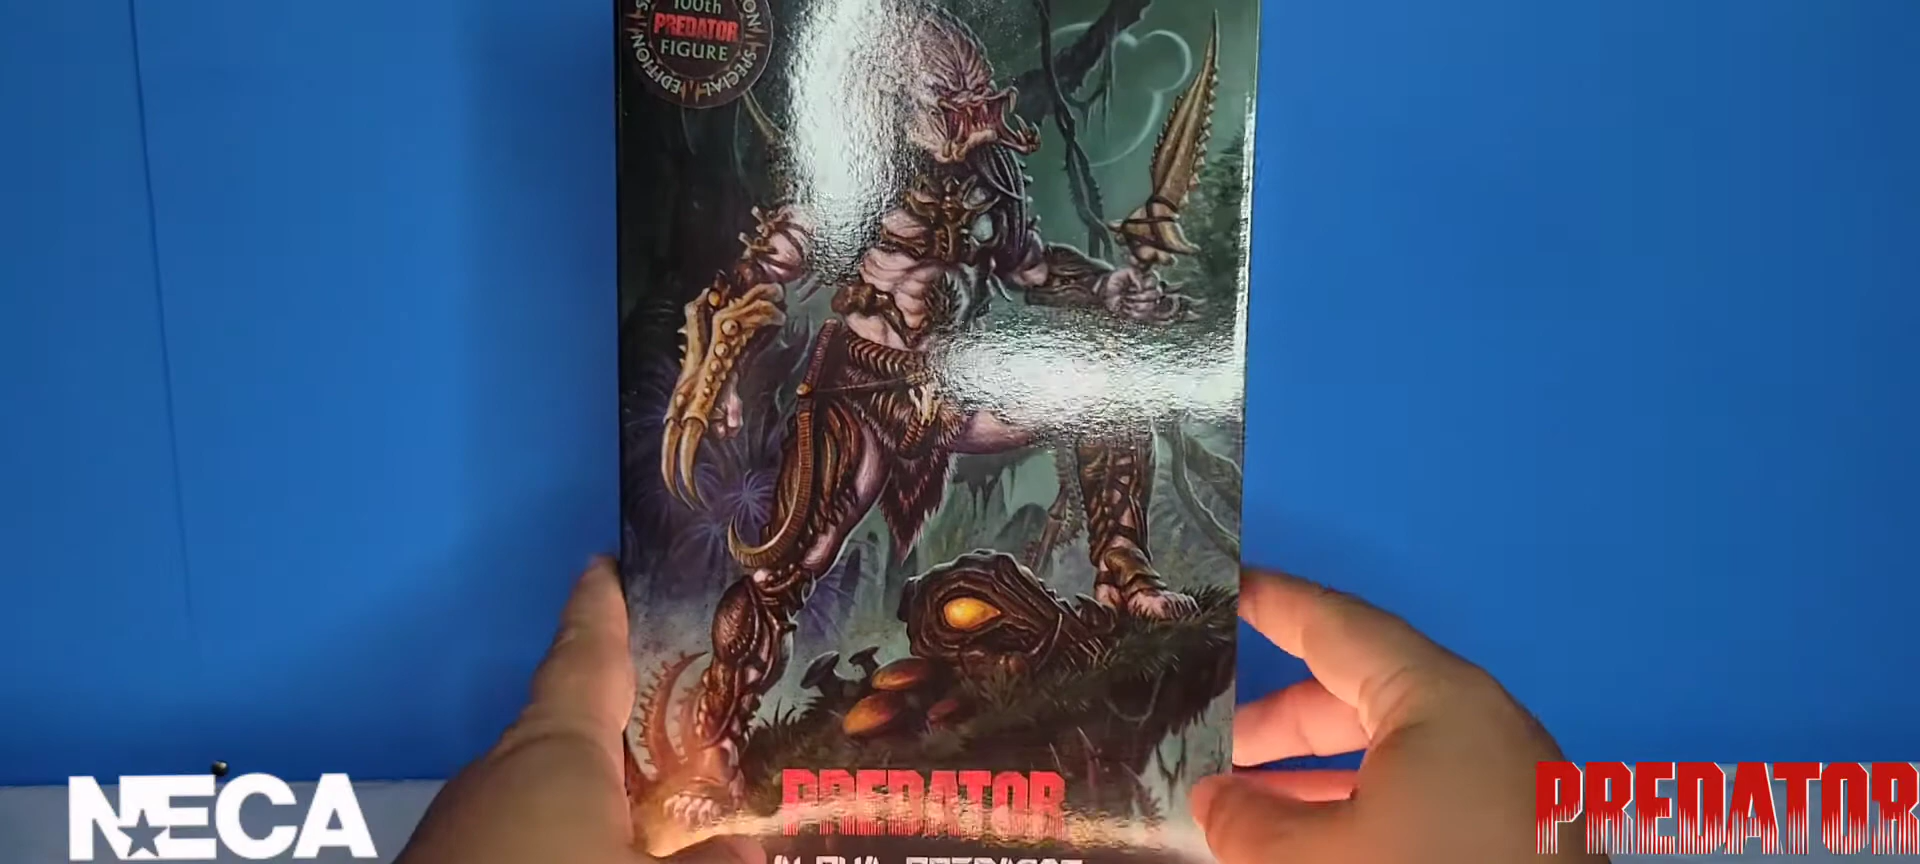 100th
PREDATOR
FIGURE
SPECIAL EDITION
PREDATOR
NECA
PREDATOR